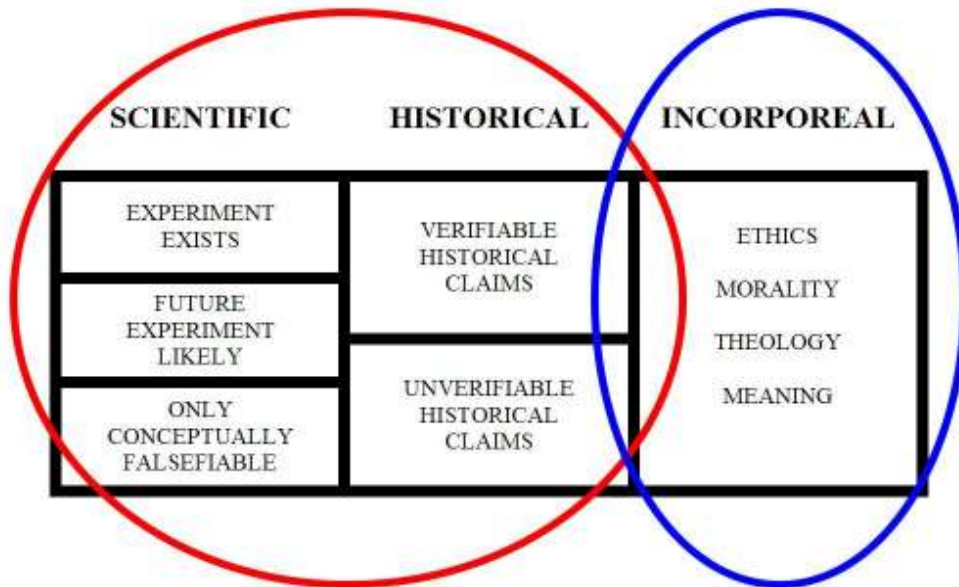 SCIENTIFIC HISTORICAL INCORPOREAL
EXPERIMENT
EXISTS
FUTURE
EXPERIMENT
LIKELY
ONLY
CONCEPTUALLY
FALSEFIABLE
VERIFIABLE
HISTORICAL
CLAIMS
UNVERIFIABLE
HISTORICAL
CLAIMS
ETHICS
MORALITY
THEOLOGY
MEANING